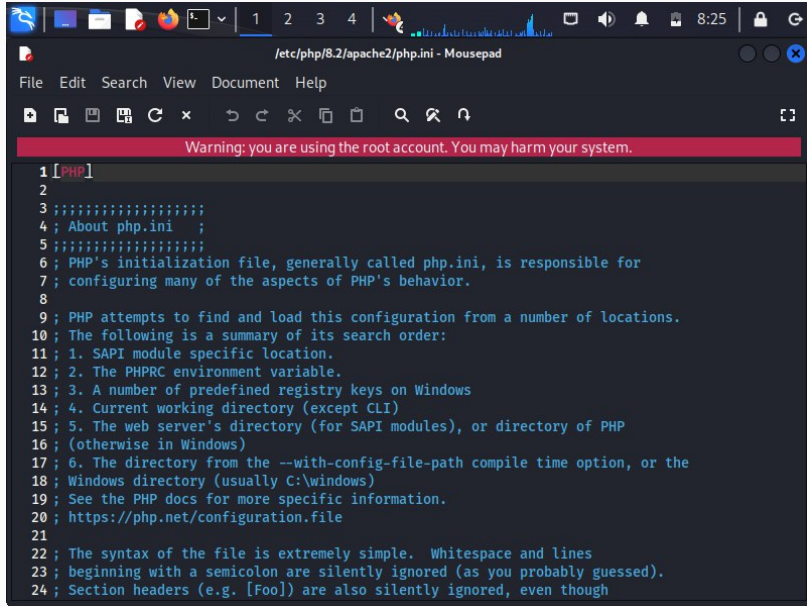 1 2 3 4 8:25
/etc/php/8.2/apache2/php.ini - Mousepad
File Edit Search View Document Help
Warning: you are using the root account. You may harm your system.
1 [PHP]
2
3 ;;;;;;;;;;;;;;;;;;;
4 ; About php.ini   ;
5 ;;;;;;;;;;;;;;;;;;;
6 ; PHP's initialization file, generally called php.ini, is responsible for
7 ; configuring many of the aspects of PHP's behavior.
8
9 ; PHP attempts to find and load this configuration from a number of locations.
10 ; The following is a summary of its search order:
11 ; 1. SAPI module specific location.
12 ; 2. The PHPRC environment variable.
13 ; 3. A number of predefined registry keys on Windows
14 ; 4. Current working directory (except CLI)
15 ; 5. The web server's directory (for SAPI modules), or directory of PHP
16 ; (otherwise in Windows)
17 ; 6. The directory from the --with-config-file-path compile time option, or the
18 ; Windows directory (usually C:\windows)
19 ; See the PHP docs for more specific information.
20 ; https://php.net/configuration.file
21
22 ; The syntax of the file is extremely simple.  Whitespace and lines
23 ; beginning with a semicolon are silently ignored (as you probably guessed).
24 ; Section headers (e.g. [Foo]) are also silently ignored, even though